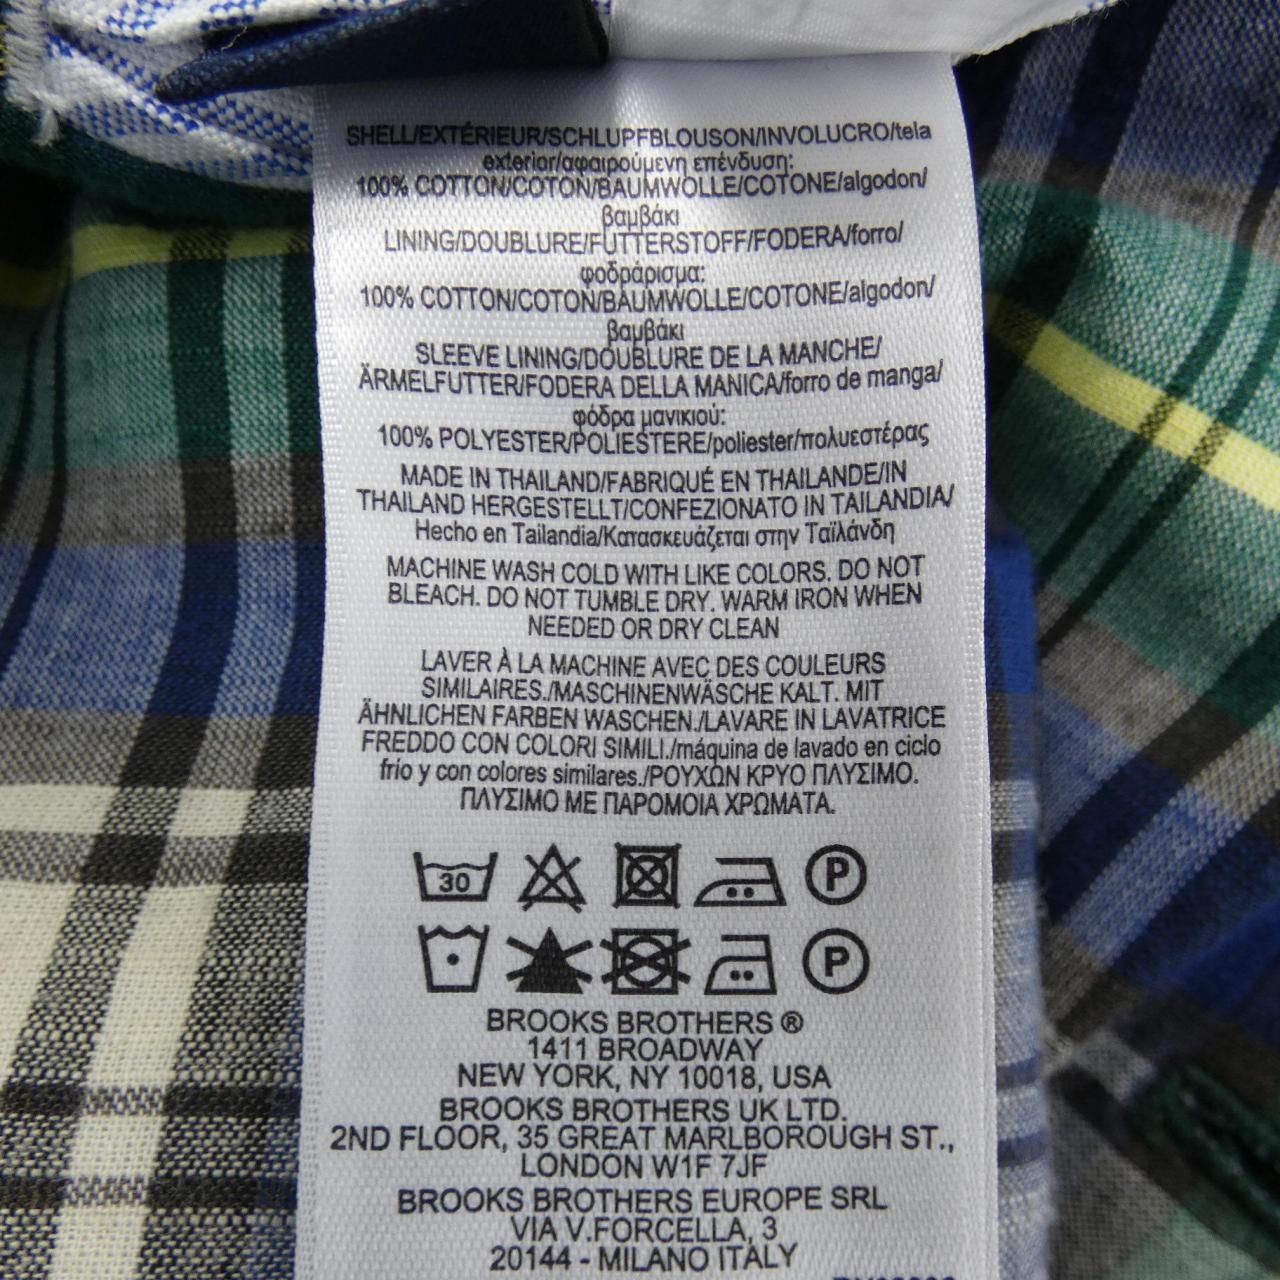 SHELL/EXTÉRIEUR/SCHLUPFBLOUSON/INVOLUCRO/tela
exterior/αφαιρούμενη επένδυση:
100% COTTON/COTON/BAUMWOLLE/COTONE/algodon/
βαμβάκι
LINING/DOUBLURE/FUTTERSTOFF/FODERA/forro/
φοδράρισμα:
100% COTTON/COTON/BAUMWOLLE/COTONE/algodon/
βαμβάκι
SLEEVE LINING/DOUBLURE DE LA MANCHE/
ÄRMELFUTTER/FODERA DELLA MANICA/forro de manga/
φόδρα μανικιού:
100% POLYESTER/POLIESTERE/poliester/πολυεστέρας
MADE IN THAILAND/FABRIQUÉ EN THAILANDE/IN
THAILAND HERGESTELLT/CONFEZIONATO IN TAILANDIA/
Hecho en Tailandia/Κατασκευάζεται στην Ταϊλάνδη
MACHINE WASH COLD WITH LIKE COLORS. DO NOT
BLEACH. DO NOT TUMBLE DRY. WARM IRON WHEN
NEEDED OR DRY CLEAN
LAVER À LA MACHINE AVEC DES COULEURS
SIMILAIRES./MASCHINENWÄSCHE KALT. MIT
ÄHNLICHEN FARBEN WASCHEN./LAVARE IN LAVATRICE
FREDDO CON COLORI SIMILI./máquina de lavado en ciclo
frio y con colores similares./ΡΟΥΧΩΝ ΚΡΥΟ ΠΛΥΣΙΜΟ.
ΠΛΥΣΙΜΟ ΜΕ ΠΑΡΟΜΟΙΑ ΧΡΩΜΑΤΑ.
30 P
P
BROOKS BROTHERS ®
1411 BROADWAY
NEW YORK, NY 10018, USA
BROOKS BROTHERS UK LTD.
2ND FLOOR, 35 GREAT MARLBOROUGH ST.,
LONDON W1F 7JF
BROOKS BROTHERS EUROPE SRL
VIA V.FORCELLA, 3
20144 - MILANO ITALY